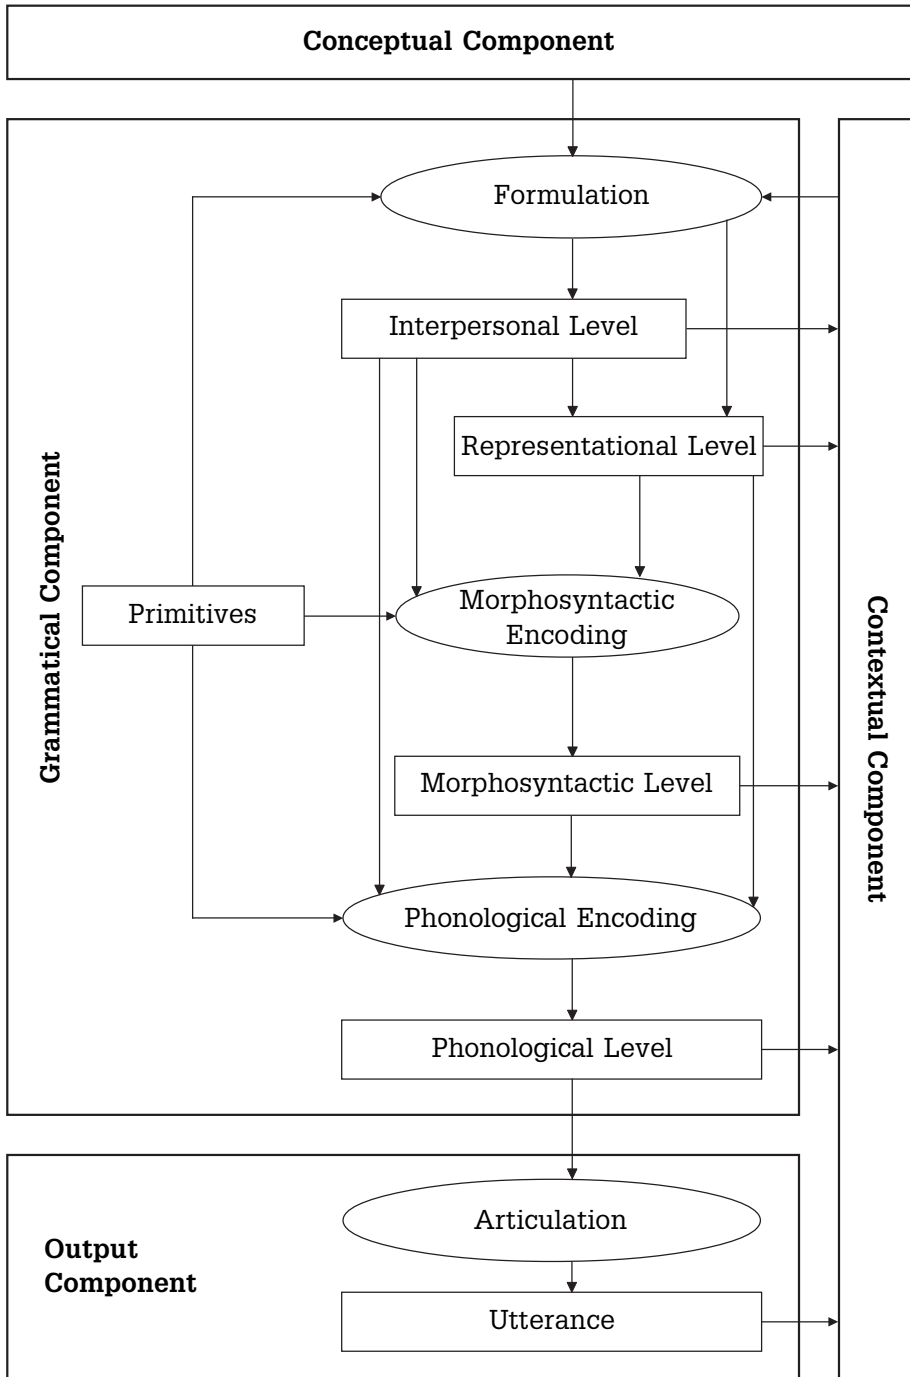 Conceptual Component
Formulation
Interpersonal Level
Representational Level
Grammatical Component
Primitives
Morphosyntactic
Encoding
Contextual Component
Morphosyntactic Level
Phonological Encoding
Phonological Level
Articulation
Output
Component
Utterance